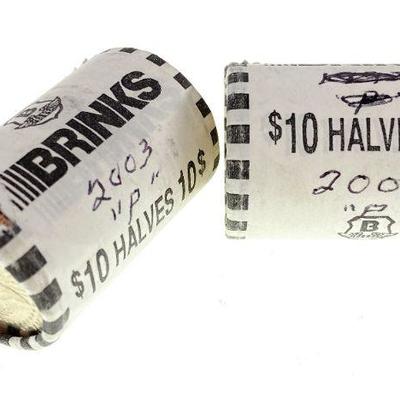 B
BRINKS
2003
"P"
$10 HALVES 10$
"P"
$10 HALVE
200
"P
B